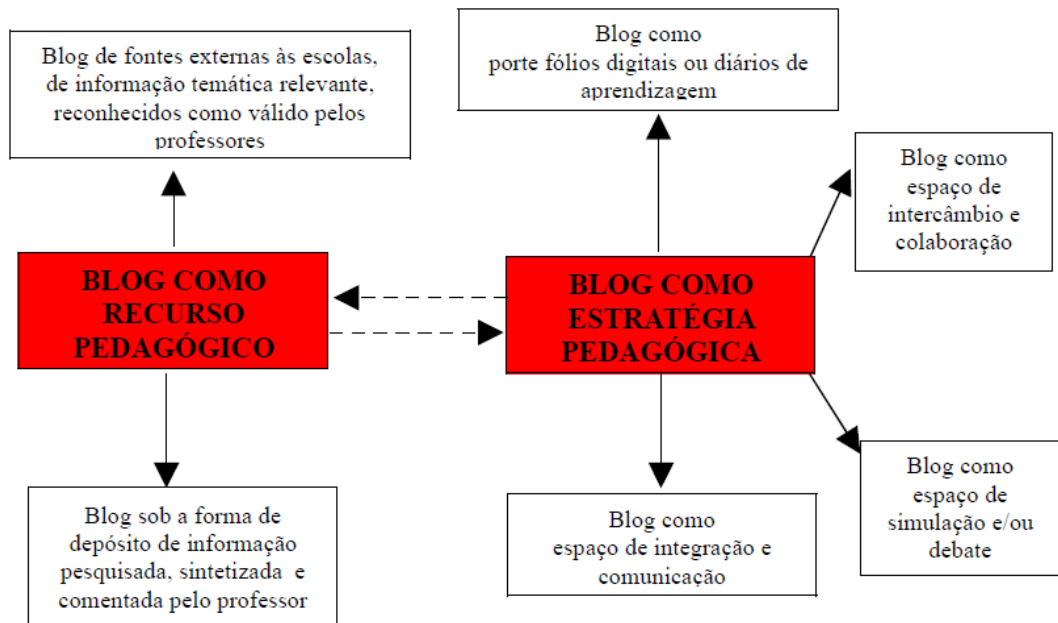 Blog de fontes externas às escolas,
de informação temática relevante,
reconhecidos como válido pelos
professores
Blog como
porte fólios digitais ou diários de
aprendizagem
Blog como
espaço de
intercâmbio e
colaboração
BLOG COMO
RECURSO
PEDAGÓGICO
BLOG COMO
ESTRATÉGIA
PEDAGÓGICA
Blog sob a forma de
depósito de informação
pesquisada, sintetizada e
comentada pelo professor
Blog como
espaço de integração e
comunicação
Blog como
espaço de
simulação e/ou
debate